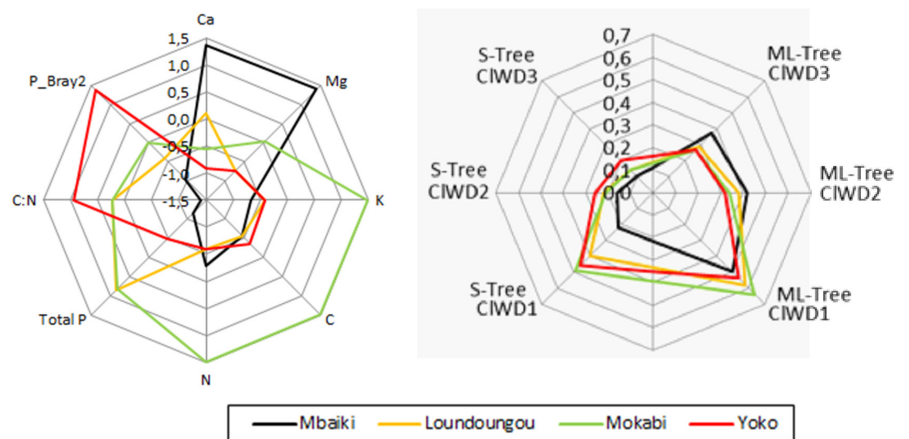 Ca
Mg
K
C
N
Total P
C:N
P_Bray2
1,5
1,0
0,5
0,0
-0,5
-1,0
-1,5
0,7
0,6
0,5
0,4
0,3
0,2
0,1
0,0
ML-Tree
ClWD3
ML-Tree
ClWD2
ML-Tree
ClWD1
S-Tree
ClWD1
S-Tree
ClWD2
S-Tree
ClWD3
Mbaiki Loundoungou Mokabi Yoko